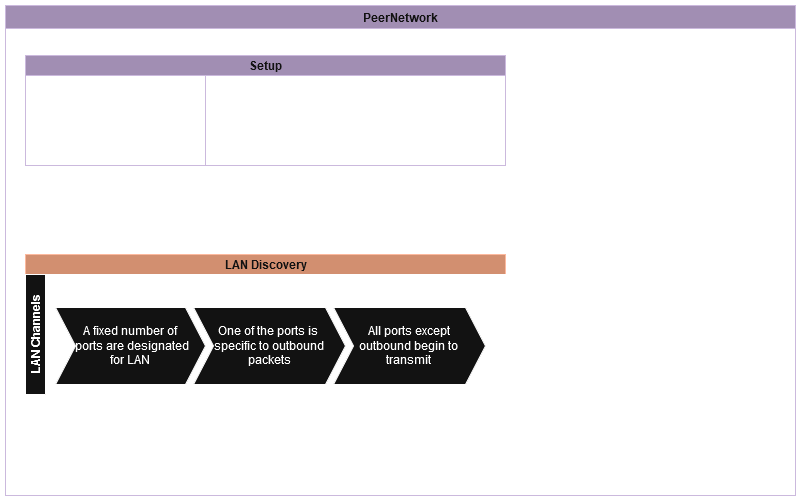 PeerNetwork
Setup
LAN Discovery
LAN Channels
A fixed number of
ports are designated
for LAN
One of the ports is
specific to outbound
packets
All ports except
outbound begin to
transmit